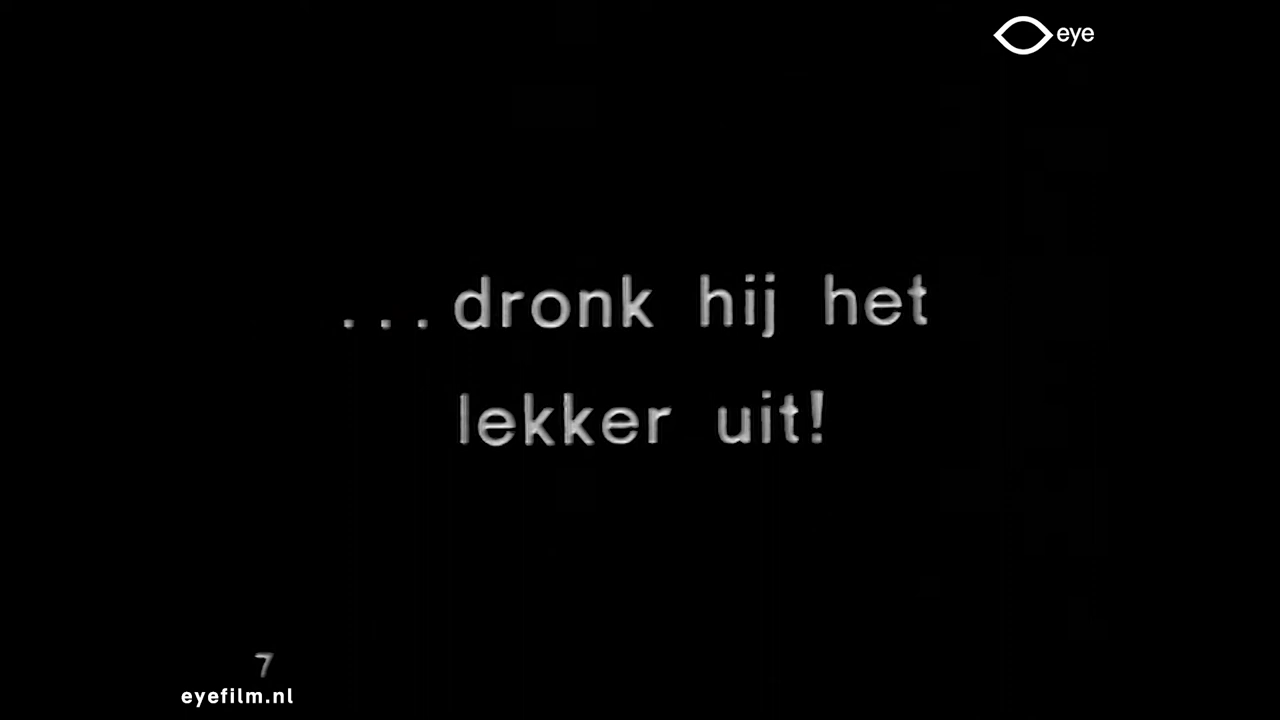 eye
...dronk hij het
lekker uit!
7
eyefilm.nl